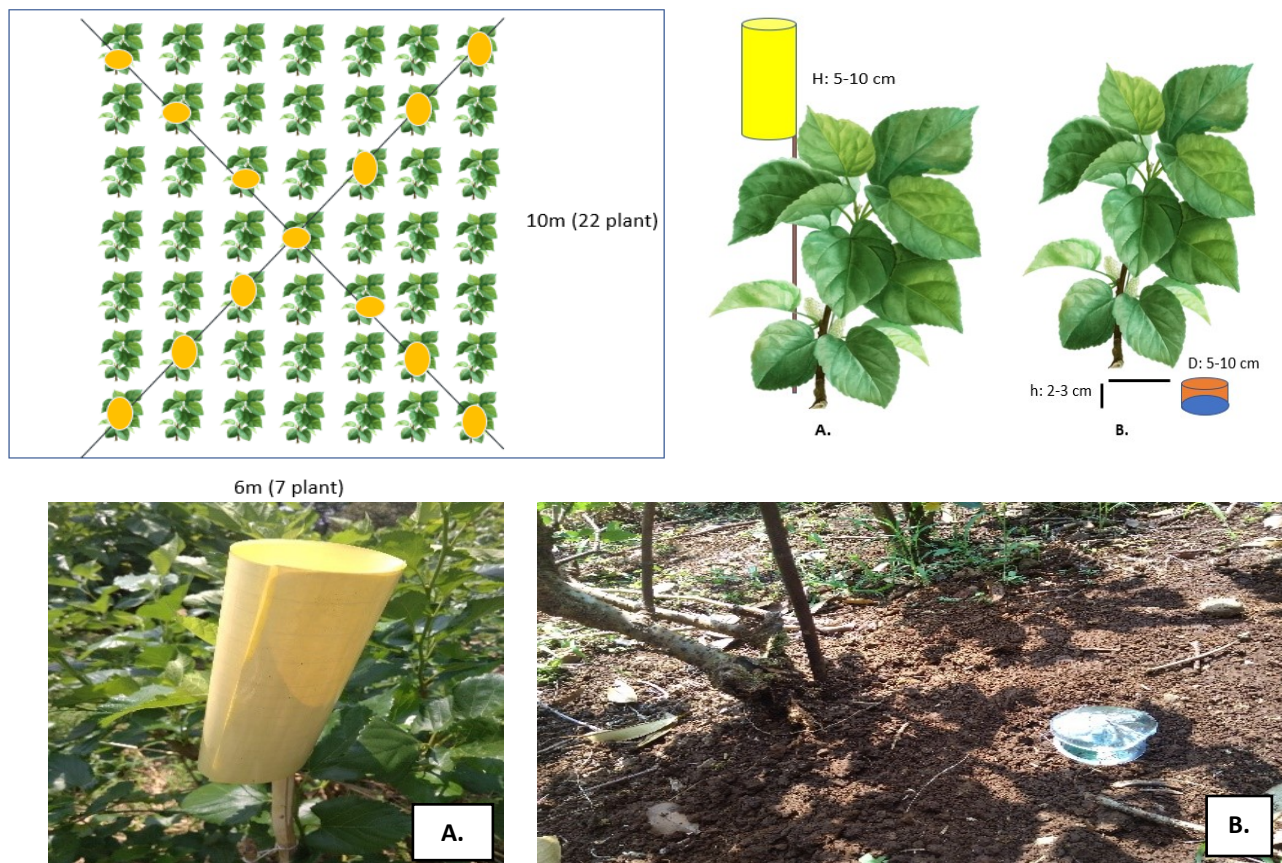 H: 5-10 cm
10m (22 plant)
D: 5-10 cm
h: 2-3 cm
A.
B.
6m (7 plant)
A.
B.